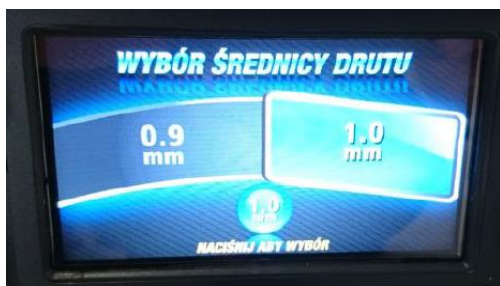 WYBÓR ŚREDNICY DRUTU
0.9
mm
1.0
mm
1.0
mm
NACIŚNIJ ABY WYBÓR